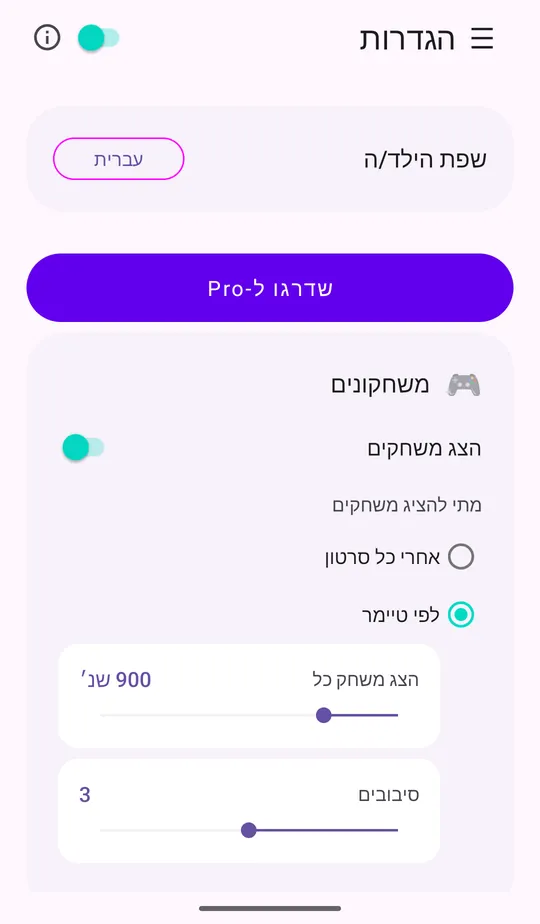 הגדרות
שפת הילד/ה
עברית
שדרגו ל-Pro
משחקונים
הצג משחקים
מתי להציג משחקים
אחרי כל סרטון
לפי טיימר
הצג משחק כל
900 שנ׳
סיבובים
3